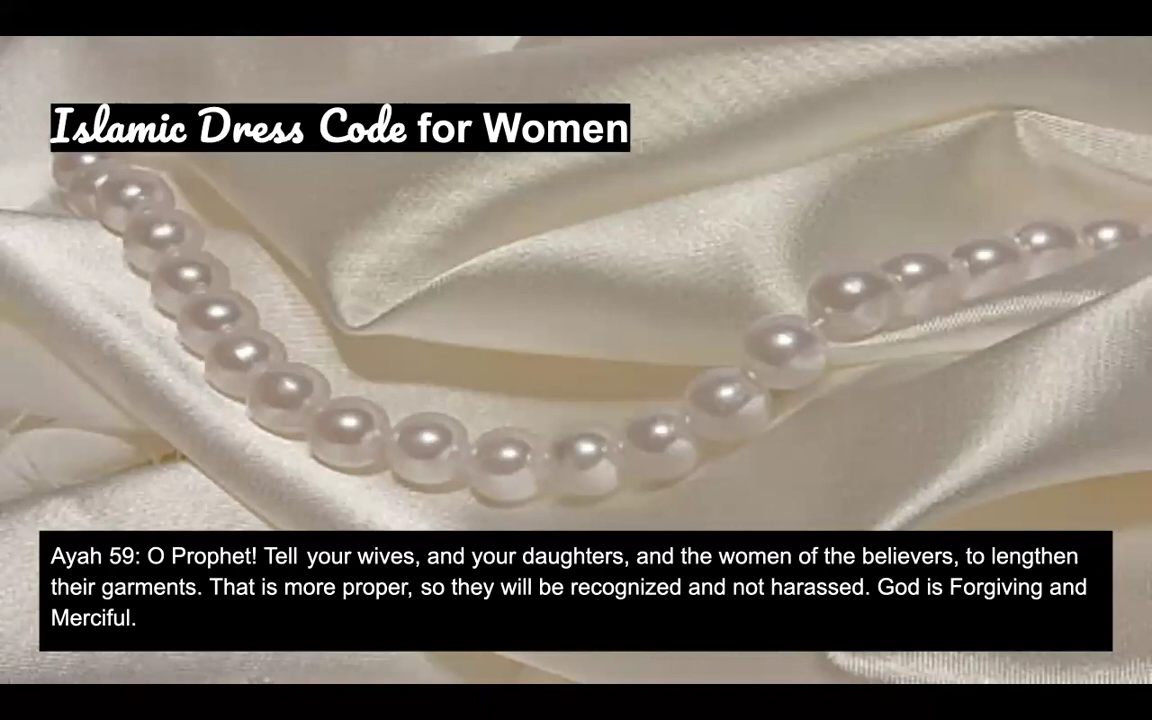 Islamic Dress Code for Women
Ayah 59: O Prophet! Tell your wives, and your daughters, and the women of the believers, to lengthen
their garments. That is more proper, so they will be recognized and not harassed. God is Forgiving and
Merciful.